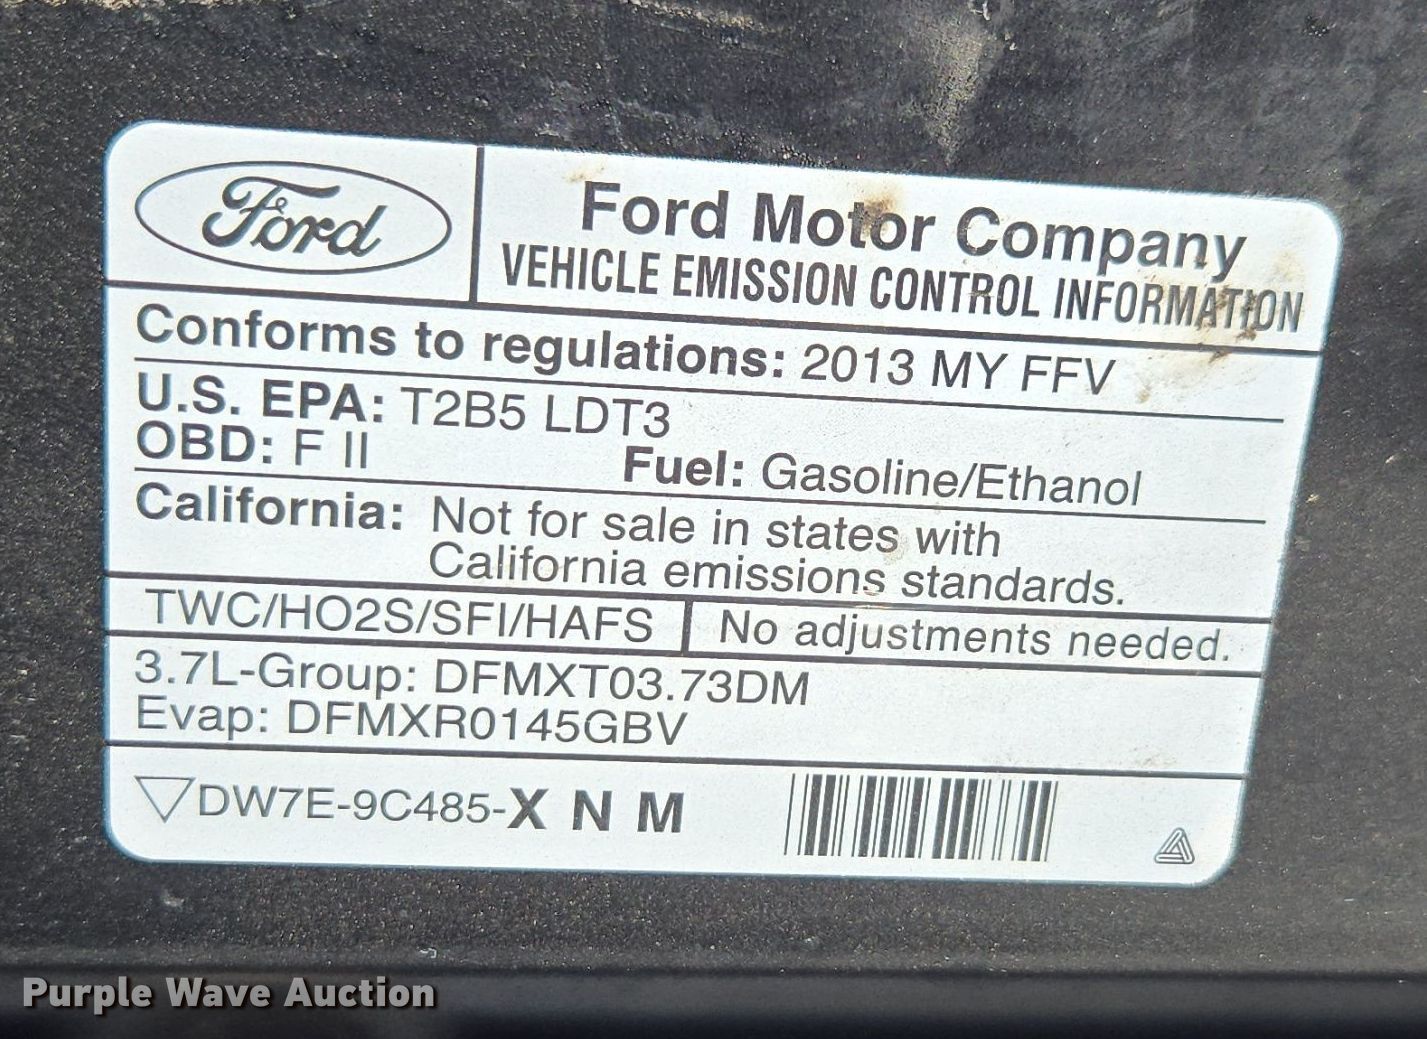 Ford
Ford Motor Company
VEHICLE EMISSION CONTROL INFORMATION
Conforms to regulations: 2013 MY FFV
U.S. EPA: T2B5 LDT3
OBD: F II Fuel: Gasoline/Ethanol
California: Not for sale in states with
California emissions standards.
TWC/HO2S/SFI/HAFS No adjustments needed.
3.7L-Group: DFMXT03.73DM
Evap: DFMXR0145GBV
DW7E-9C485-X N M
Purple Wave Auction